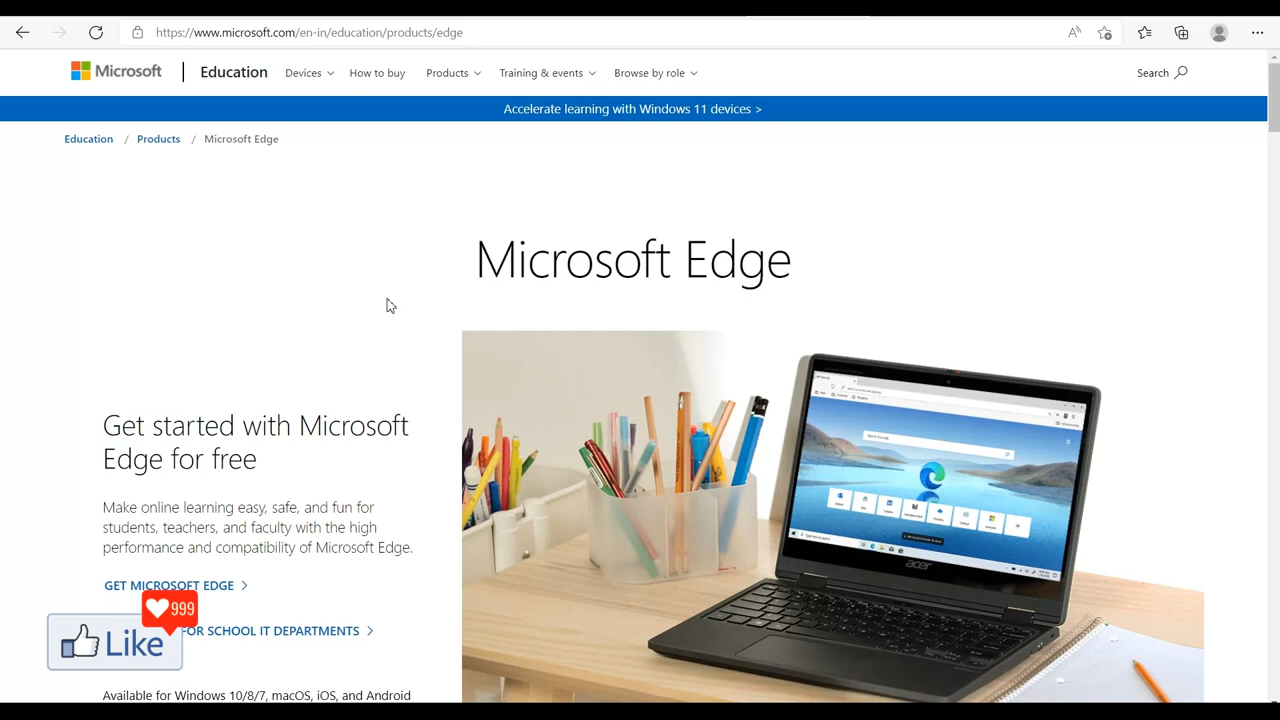 https://www.microsoft.com/en-in/education/products/edge
Microsoft Education Devices How to buy Products Training & events Browse by role Search
Accelerate learning with Windows 11 devices >
Education / Products / Microsoft Edge
Microsoft Edge
Get started with Microsoft
Edge for free
Make online learning easy, safe, and fun for
students, teachers, and faculty with the high
performance and compatibility of Microsoft Edge.
GET MICROSOFT EDGE >
999
Like
FOR SCHOOL IT DEPARTMENTS >
Available for Windows 10/8/7, macOS, iOS, and Android
acer